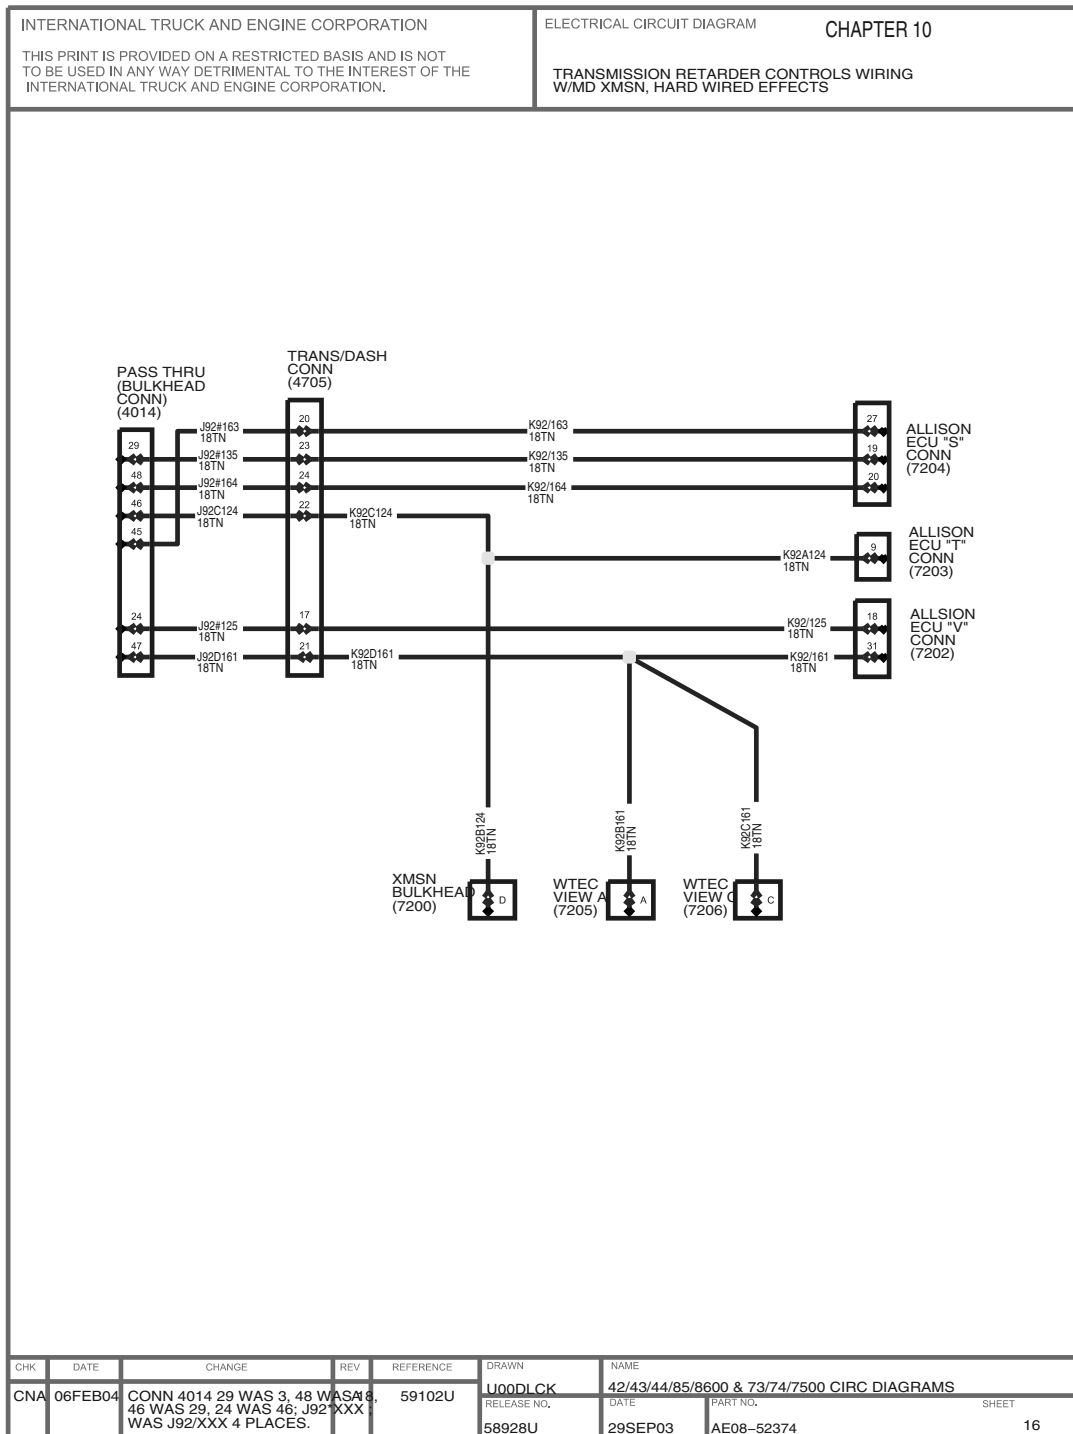 INTERNATIONAL TRUCK AND ENGINE CORPORATION
THIS PRINT IS PROVIDED ON A RESTRICTED BASIS AND IS NOT
TO BE USED IN ANY WAY DETRIMENTAL TO THE INTEREST OF THE
INTERNATIONAL TRUCK AND ENGINE CORPORATION.
ELECTRICAL CIRCUIT DIAGRAM
CHAPTER 10
TRANSMISSION RETARDER CONTROLS WIRING
W/MD XMSN, HARD WIRED EFFECTS
PASS THRU
(BULKHEAD
CONN)
(4014)
TRANS/DASH
CONN
(4705)
J92#163
18TN
20
K92/163
18TN
27
29
J92#135
18TN
23
K92/135
18TN
19
48
J92#164
18TN
24
K92/164
18TN
20
ALLISON
ECU "S"
CONN
(7204)
46
J92C124
18TN
22
K92C124
18TN
45
K92A124
18TN
9
ALLISON
ECU "T"
CONN
(7203)
24
J92#125
18TN
17
K92/125
18TN
18
47
J92D161
18TN
21
K92D161
18TN
K92/161
18TN
31
ALLSION
ECU "V"
CONN
(7202)
K92B124
18TN
K92B161
18TN
K92C161
18TN
XMSN
BULKHEAD
(7200)
D
WTEC
VIEW A
(7205)
A
WTEC
VIEW C
(7206)
C
CHK DATE CHANGE REV REFERENCE
CNA 06FEB04 CONN 4014 29 WAS 3, 48 WAS 18, A 59102U
46 WAS 29, 24 WAS 46; J92*XXX ;
WAS J92/XXX 4 PLACES.
DRAWN
U00DLCK
NAME
42/43/44/85/8600 & 73/74/7500 CIRC DIAGRAMS
RELEASE NO.
58928U
DATE
29SEP03
PART NO.
AE08-52374
SHEET
16